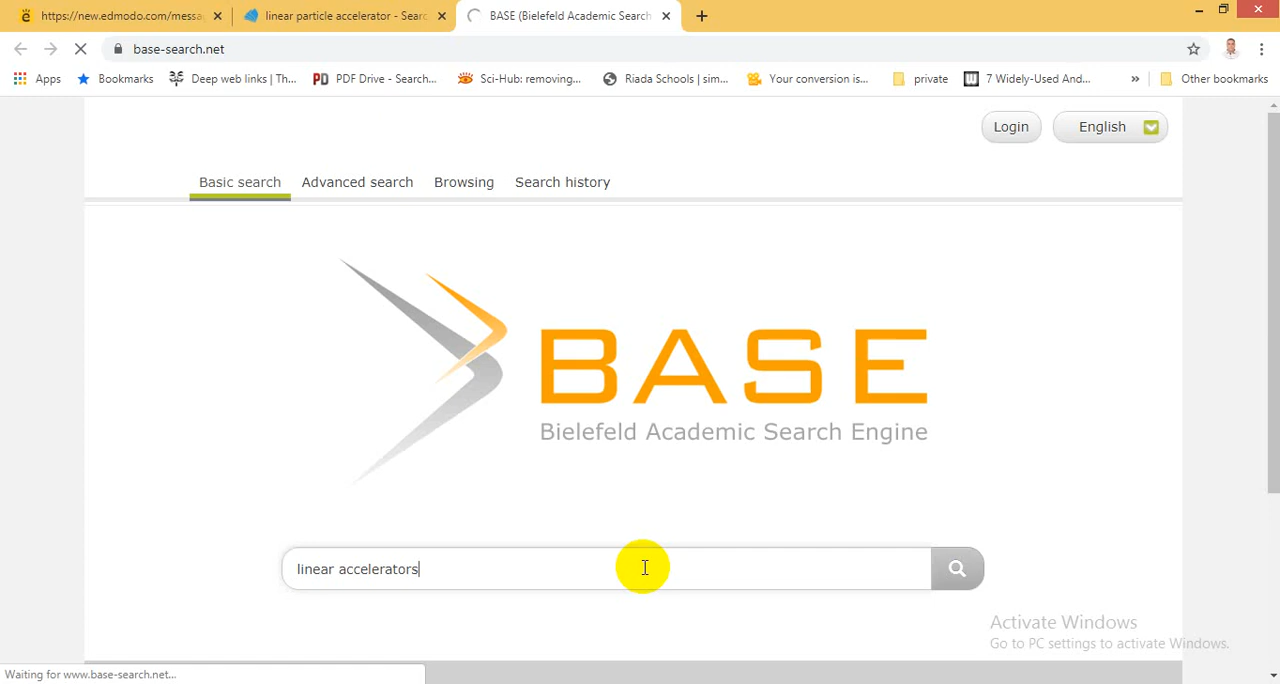 https://new.edmodo.com/messa
linear particle accelerator - Searc
BASE (Bielefeld Academic Search
base-search.net
Apps
Bookmarks
Deep web links | Th...
PDF Drive - Search...
Sci-Hub: removing...
Riada Schools | sim...
Your conversion is...
private
7 Widely-Used And...
»
Other bookmarks
Login
English
Basic search
Advanced search
Browsing
Search history
BASE
Bielefeld Academic Search Engine
linear accelerators
Activate Windows
Go to PC settings to activate Windows.
Waiting for www.base-search.net...